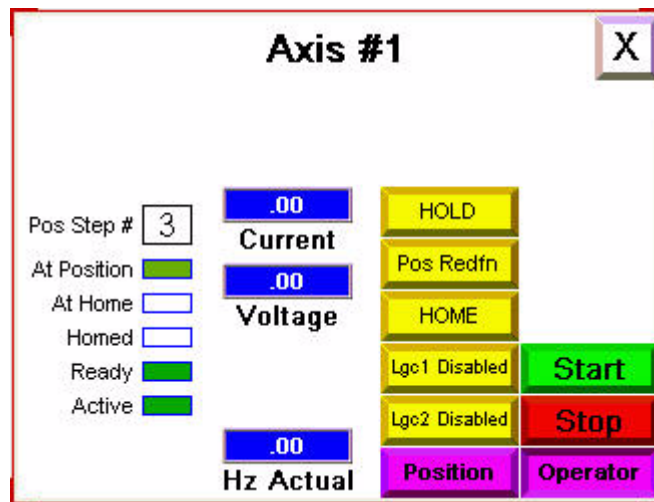 Axis #1
X
Pos Step # 3
At Position
At Home
Homed
Ready
Active
.00
Current
.00
Voltage
.00
Hz Actual
HOLD
Pos Redfn
HOME
Lgc1 Disabled
Start
Lgc2 Disabled
Stop
Position
Operator